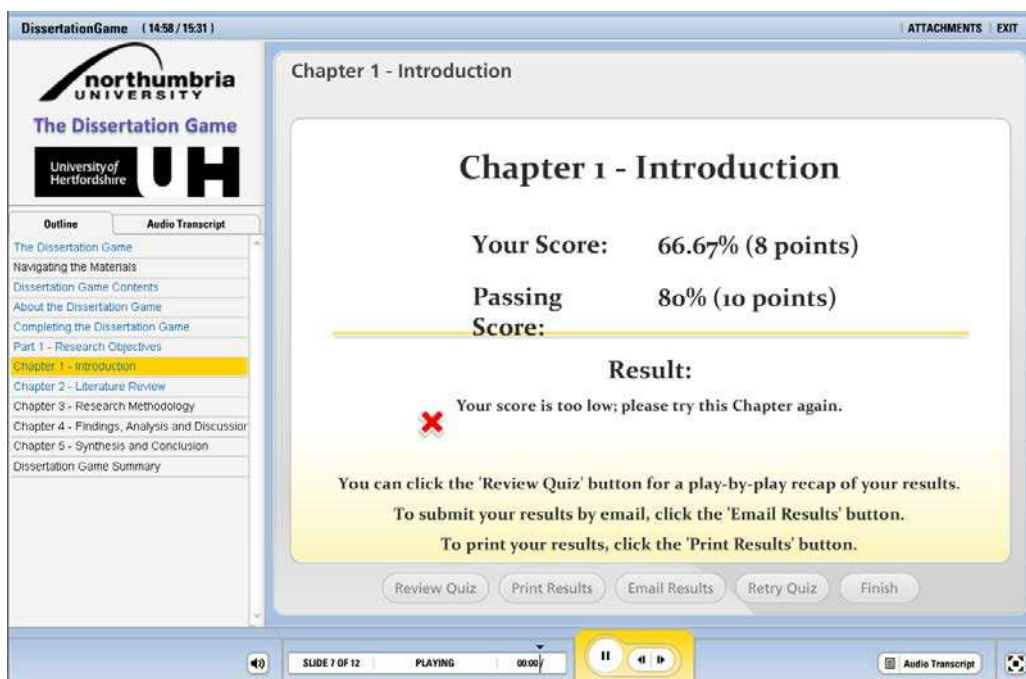 DissertationGame ( 14:58 / 15:31 )
ATTACHMENTS EXIT
northumbria
UNIVERSITY
The Dissertation Game
University of
Hertfordshire
UH
Outline
Audio Transcript
The Dissertation Game
Navigating the Materials
Dissertation Game Contents
About the Dissertation Game
Completing the Dissertation Game
Part 1 - Research Objectives
Chapter 1 - Introduction
Chapter 2 - Literature Review
Chapter 3 - Research Methodology
Chapter 4 - Findings, Analysis and Discussion
Chapter 5 - Synthesis and Conclusion
Dissertation Game Summary
Chapter 1 - Introduction
Chapter 1 - Introduction
Your Score: 66.67% (8 points)
Passing
Score:
80% (10 points)
Result:
Your score is too low; please try this Chapter again.
You can click the 'Review Quiz' button for a play-by-play recap of your results.
To submit your results by email, click the 'Email Results' button.
To print your results, click the 'Print Results' button.
Review Quiz Print Results Email Results Retry Quiz Finish
SLIDE 7 OF 12 PLAYING 00:00 /
Audio Transcript